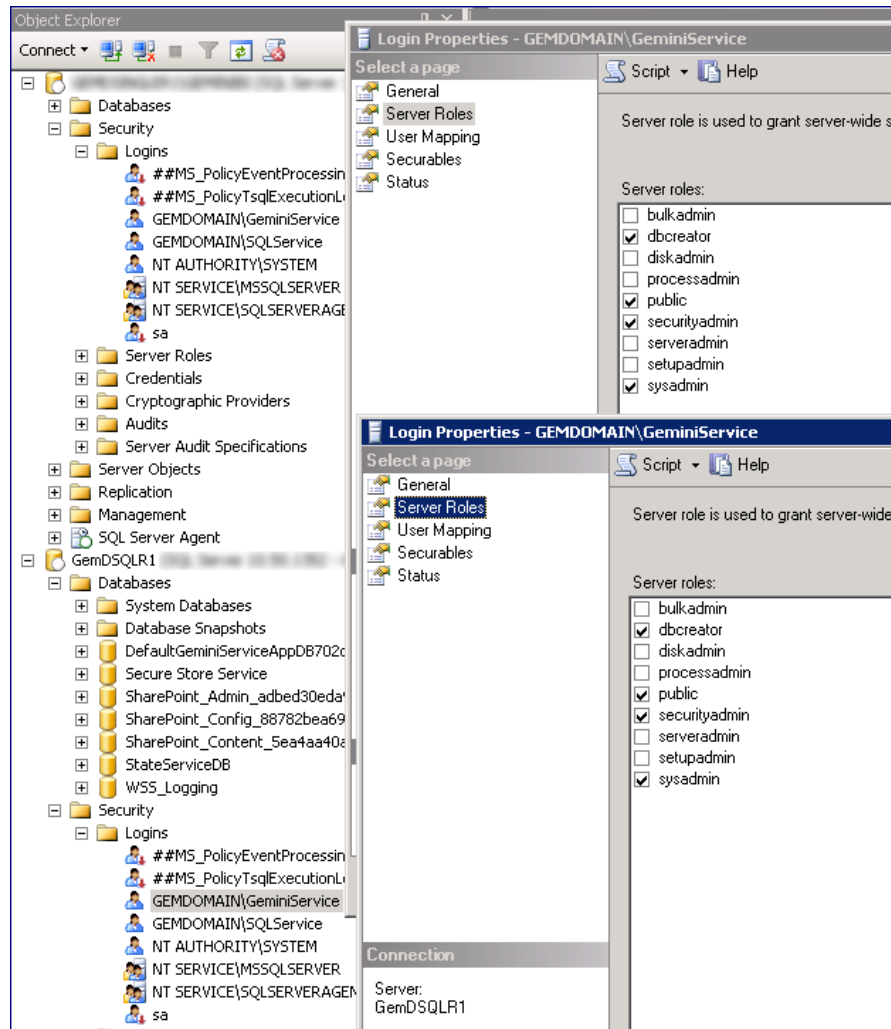 Object Explorer
Connect
Databases
Security
Logins
##MS_PolicyEventProcessin
##MS_PolicyTsqlExecutionL
GEMDOMAIN\GeminiService
GEMDOMAIN\SQLService
NT AUTHORITY\SYSTEM
NT SERVICE\MSSQLSERVER
NT SERVICE\SQLSERVERAGE
sa
Server Roles
Credentials
Cryptographic Providers
Audits
Server Audit Specifications
Server Objects
Replication
Management
SQL Server Agent
GemDSQLR1
Databases
System Databases
Database Snapshots
DefaultGeminiServiceAppDB702c
Secure Store Service
SharePoint_Admin_adbed30eda9
SharePoint_Config_88782bea69
SharePoint_Content_5ea4aa40a
StateServiceDB
WSS_Logging
Security
Logins
##MS_PolicyEventProcessin
##MS_PolicyTsqlExecutionL
GEMDOMAIN\GeminiService
GEMDOMAIN\SQLService
NT AUTHORITY\SYSTEM
NT SERVICE\MSSQLSERVER
NT SERVICE\SQLSERVERAGEN
sa
Login Properties - GEMDOMAIN\GeminiService
Select a page
General
Server Roles
User Mapping
Securables
Status
Script
Help
Server role is used to grant server-wide s
Server roles:
bulkadmin
dbcreator
diskadmin
processadmin
public
securityadmin
serveradmin
setupadmin
sysadmin
Login Properties - GEMDOMAIN\GeminiService
Select a page
General
Server Roles
User Mapping
Securables
Status
Script
Help
Server role is used to grant server-wide
Server roles:
bulkadmin
dbcreator
diskadmin
processadmin
public
securityadmin
serveradmin
setupadmin
sysadmin
Connection
Server:
GemDSQLR1